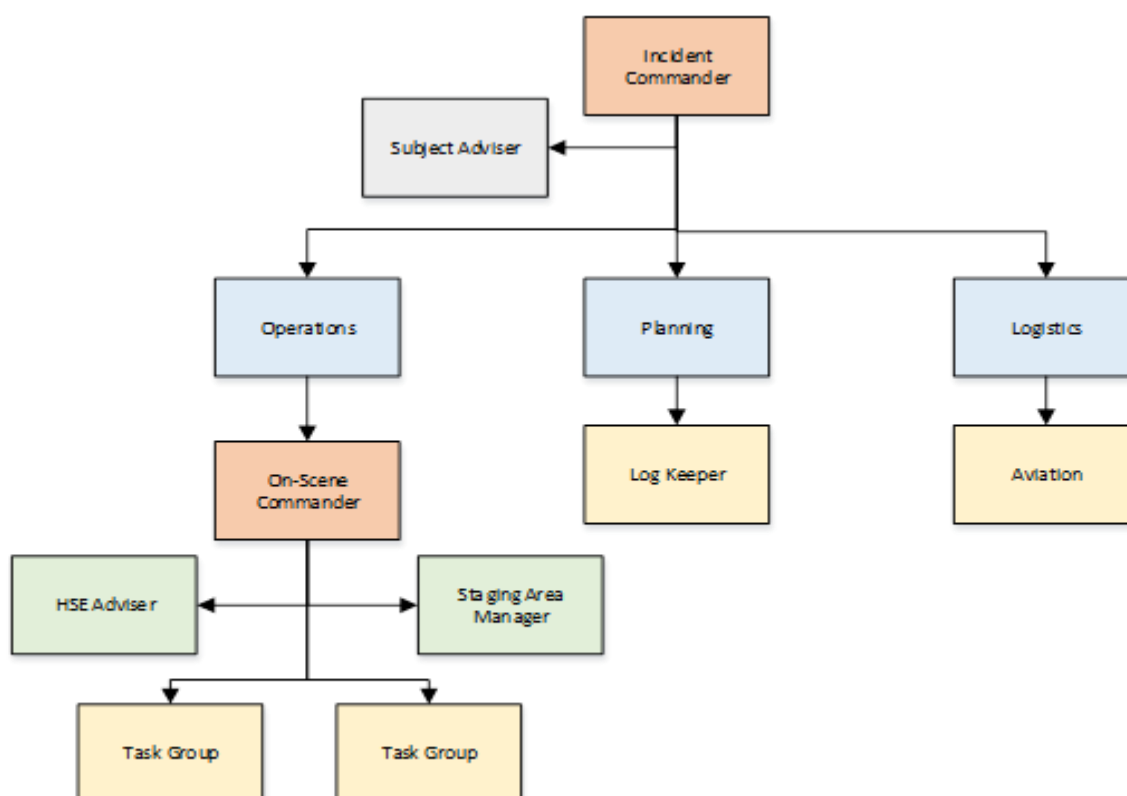 Incident
Commander
Subject Adviser
Operations
Planning
Logistics
On-Scene
Commander
Log Keeper
Aviation
HSE Adviser
Staging Area
Manager
Task Group
Task Group